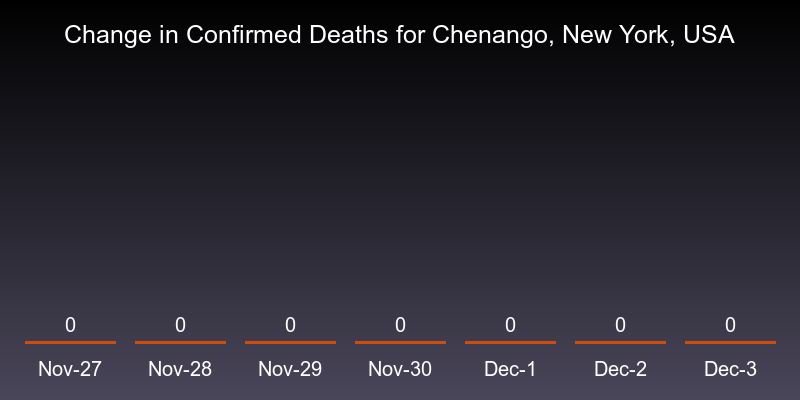 Change in Confirmed Deaths for Chenango, New York, USA
0 0 0 0 0 0 0
Nov-27 Nov-28 Nov-29 Nov-30 Dec-1 Dec-2 Dec-3